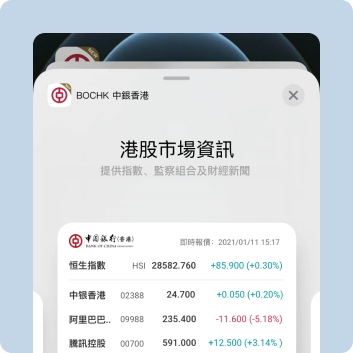 NEW
BOCHK 中銀香港
港股市場資訊
提供指數、監察組合及財經新聞
中國銀行(香港) 即時報價: 2021/01/11 15:17
BANK OF CHINA
恒生指數 HSI 28582.760 +85.900 (+0.30%)
中銀香港 02388 24.700 +0.050 (+0.20%)
阿里巴巴.. 09988 235.400 -11.600 (-5.18%)
騰訊控股 00700 591.000 +12.500 (+3.14% )